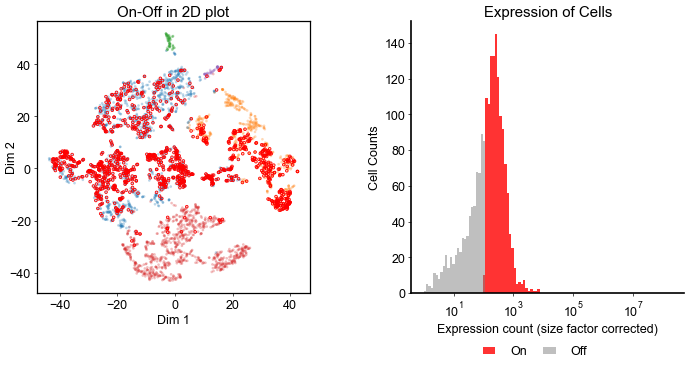 On-Off in 2D plot
Dim 2
40
20
0
−20
−40
−40 −20 0 20 40
Dim 1
Expression of Cells
Cell Counts
140
120
100
80
60
40
20
0
10^1 10^3 10^5 10^7
Expression count (size factor corrected)
On Off